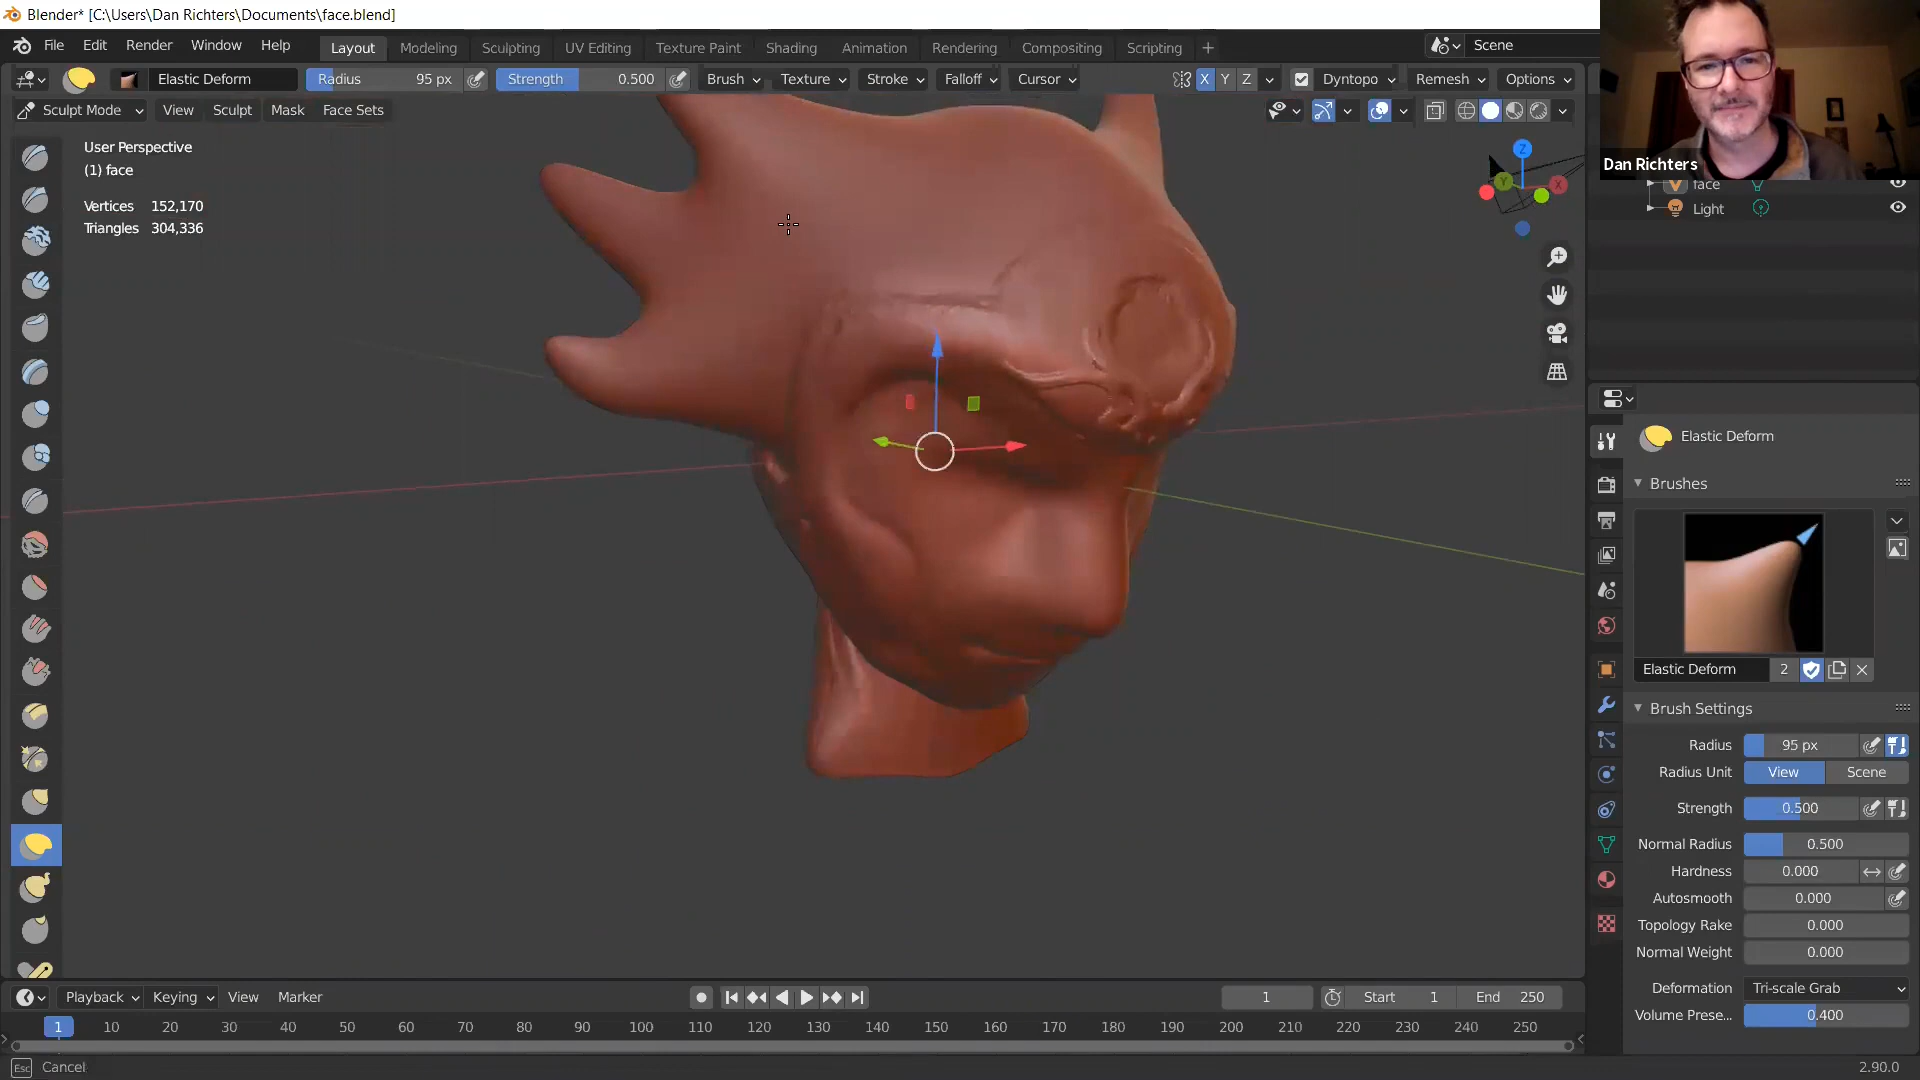 Blender* [C:\Users\Dan Richters\Documents\face.blend]
File Edit Render Window Help Layout Modeling Sculpting UV Editing Texture Paint Shading Animation Rendering Compositing Scripting + Scene
Elastic Deform Radius 95 px Strength 0.500 Brush Texture Stroke Falloff Cursor X Y Z Dyntopo Remesh Options
Sculpt Mode View Sculpt Mask Face Sets
User Perspective
(1) face
Vertices 152,170
Triangles 304,336
Z
Y
X
Dan Richters
face
Light
Elastic Deform
Brushes
Elastic Deform 2
Brush Settings
Radius 95 px
Radius Unit View Scene
Strength 0.500
Normal Radius 0.500
Hardness 0.000
Autosmooth 0.000
Topology Rake 0.000
Normal Weight 0.000
Deformation Tri-scale Grab
Volume Prese... 0.400
Playback Keying View Marker 1 Start 1 End 250
1 10 20 30 40 50 60 70 80 90 100 110 120 130 140 150 160 170 180 190 200 210 220 230 240 250
Esc Cancel 2.90.0